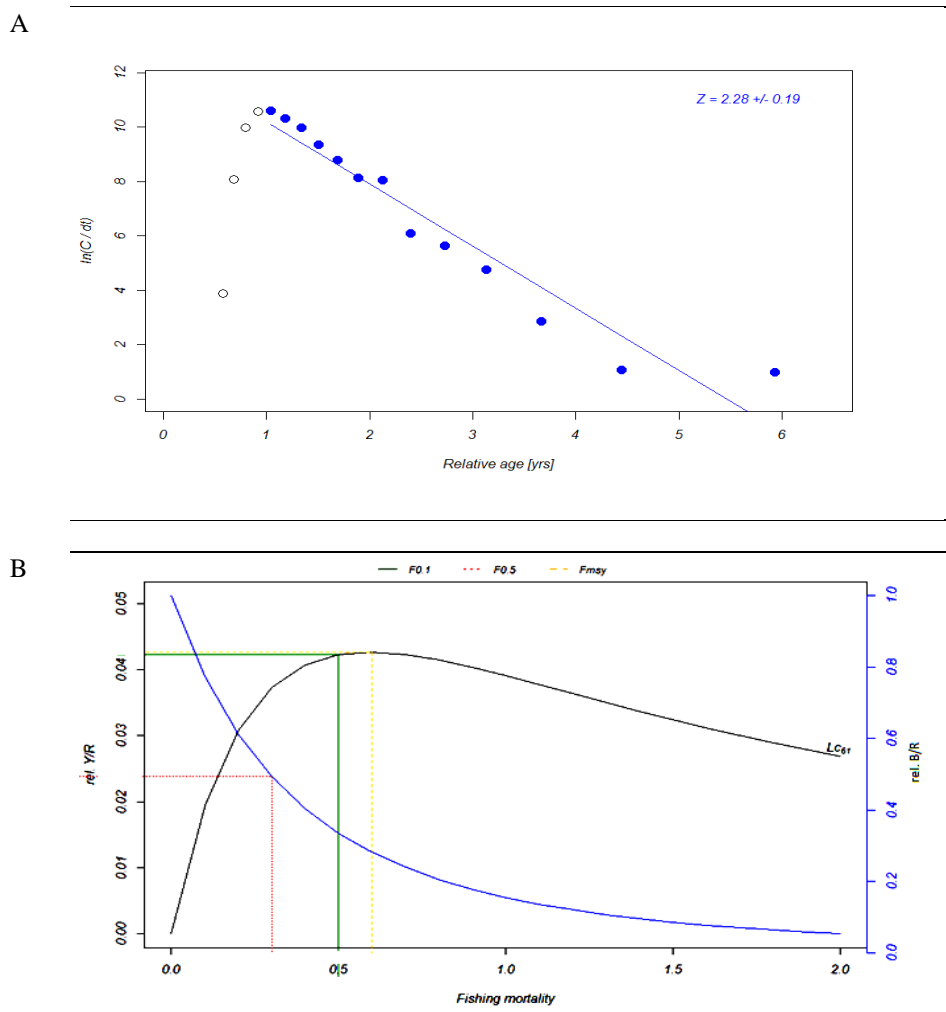 A
Z = 2.28 +/- 0.19
ln(C / dt)
12
10
8
6
4
2
0
0 1 2 3 4 5 6
Relative age [yrs]
B
F0.1 F0.5 Fmsy
rel. Y/R
0.05
0.04
0.03
0.02
0.01
0.00
Lc61
rel. B/R
1.0
0.8
0.6
0.4
0.2
0.0
0.0 0.5 1.0 1.5 2.0
Fishing mortality